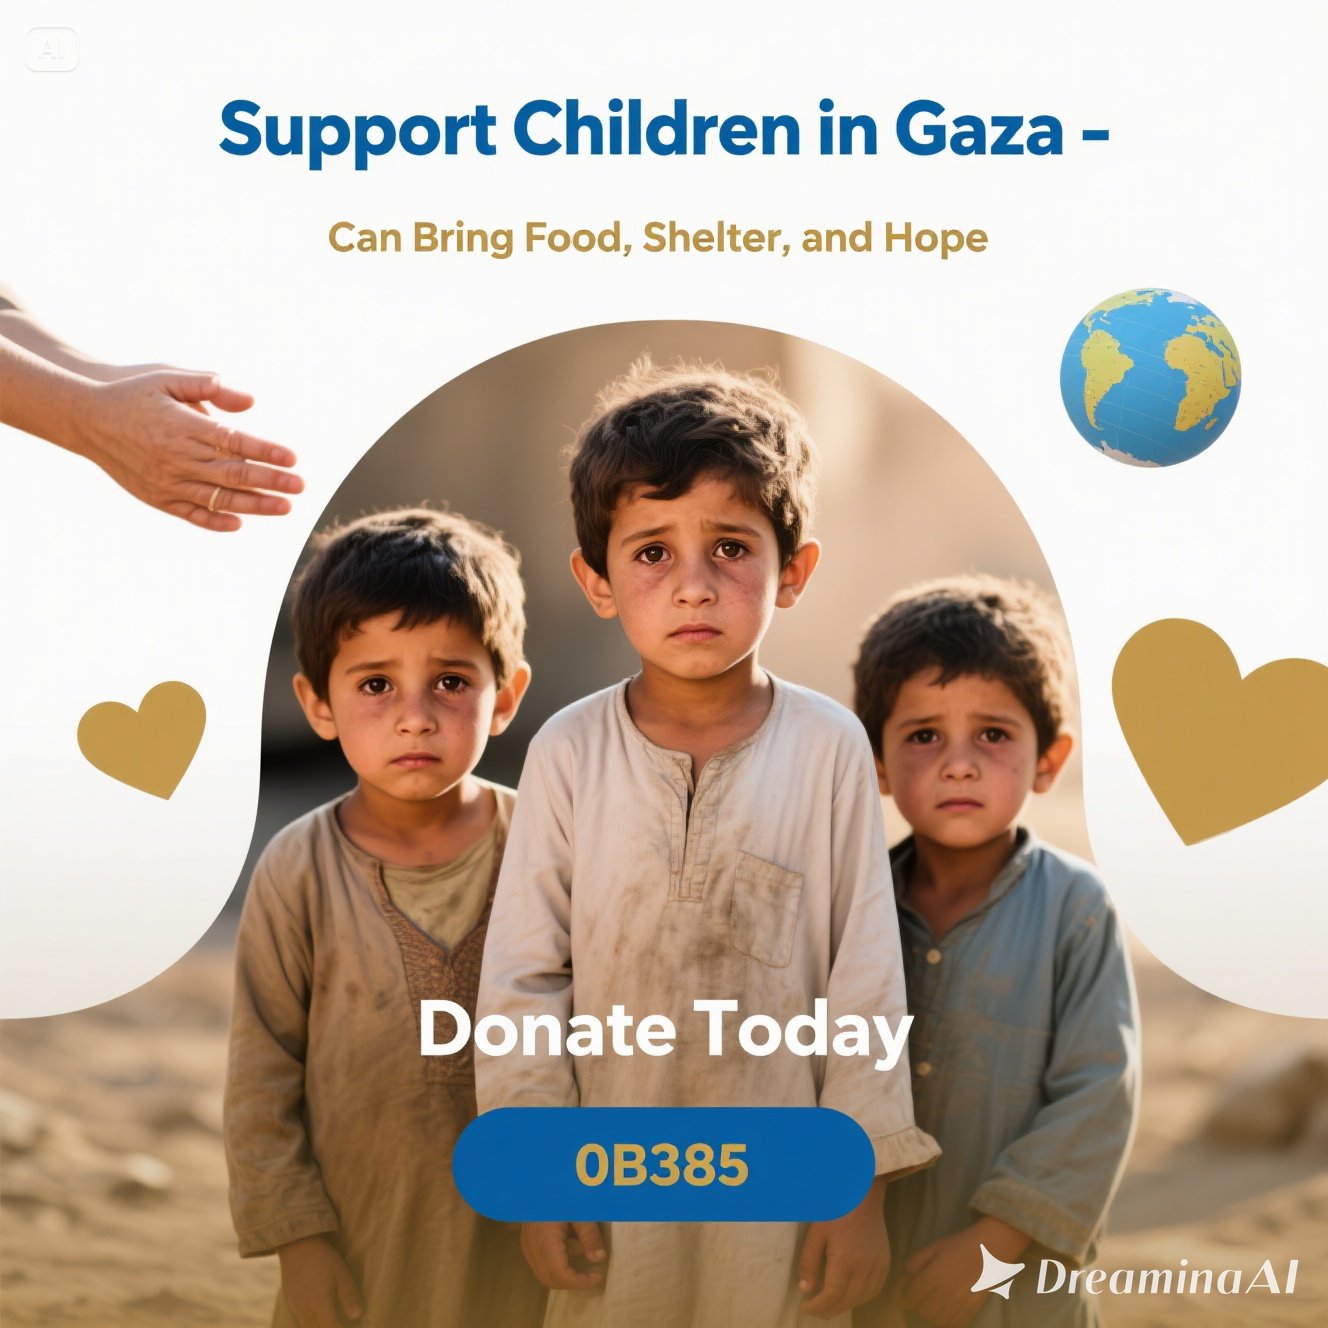 AI
Support Children in Gaza -
Can Bring Food, Shelter, and Hope
Donate Today
0B385
DreaminaAI